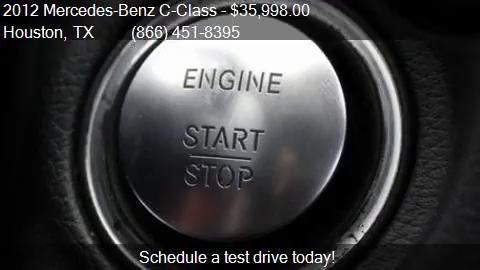 2012 Mercedes-Benz C-Class - $35,998.00
Houston, TX (866) 451-8395
ENGINE
START
STOP
Schedule a test drive today!